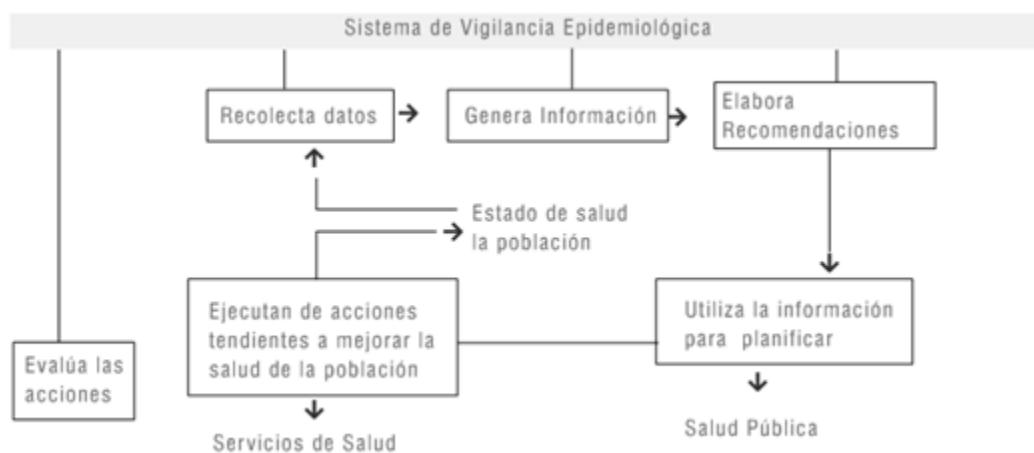 Sistema de Vigilancia Epidemiológica
Recolecta datos
Genera Información
Elabora
Recomendaciones
Estado de salud
la población
Ejecutan de acciones
tendientes a mejorar la
salud de la población
Utiliza la información
para planificar
Evalúa las
acciones
Servicios de Salud
Salud Pública